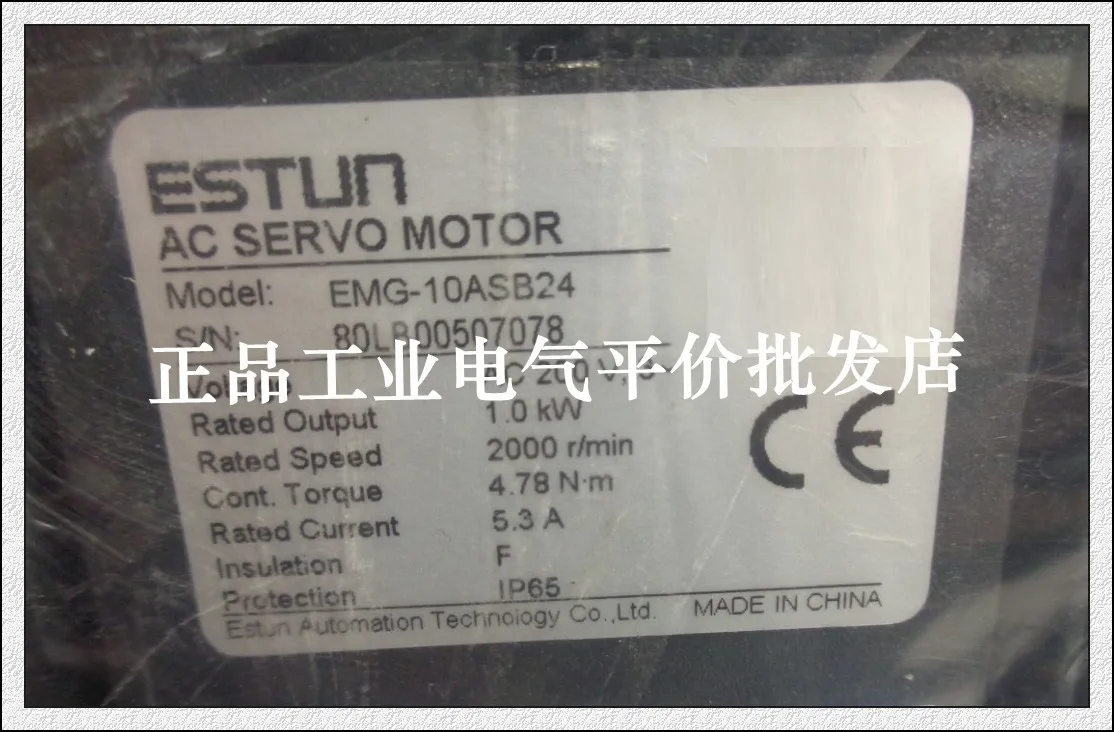 ESTUN
AC SERVO MOTOR
Model: EMG-10ASB24
S/N: 80LB00507078
正品工业电气平价批发店
Voltage 200 V,
Rated Output 1.0 kW
Rated Speed 2000 r/min
Cont. Torque 4.78 N·m
Rated Current 5.3 A
Insulation F
Protection IP65
CE
Estun Automation Technology Co.,Ltd. MADE IN CHINA